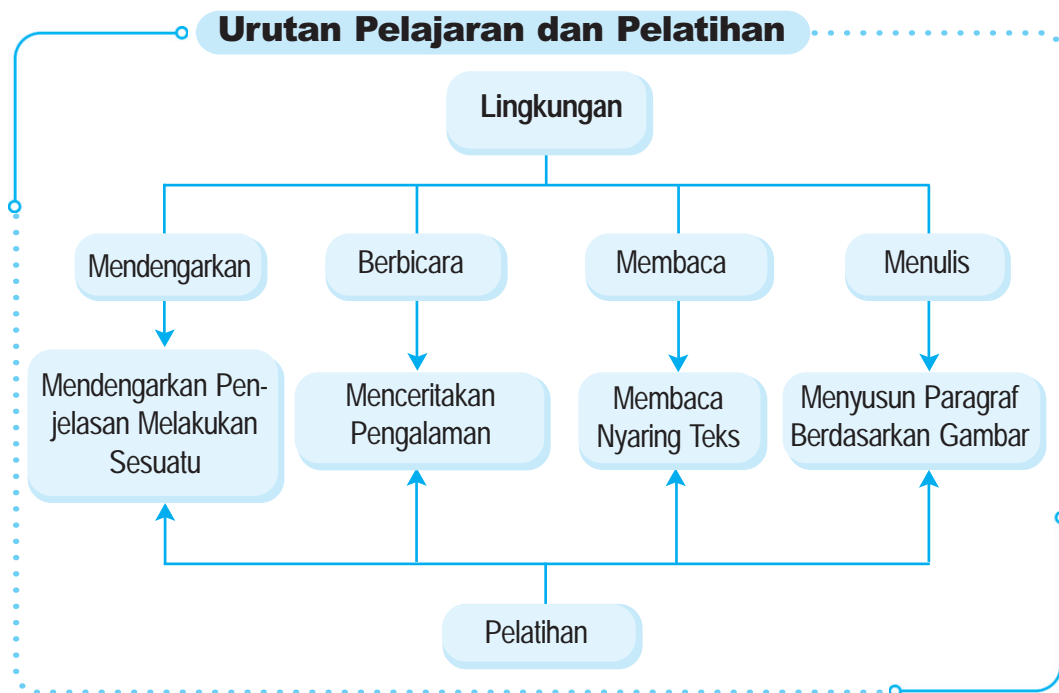 Urutan Pelajaran dan Pelatihan
Lingkungan
Mendengarkan
Berbicara
Membaca
Menulis
Mendengarkan Pen-
jelasan Melakukan
Sesuatu
Menceritakan
Pengalaman
Membaca
Nyaring Teks
Menyusun Paragraf
Berdasarkan Gambar
Pelatihan